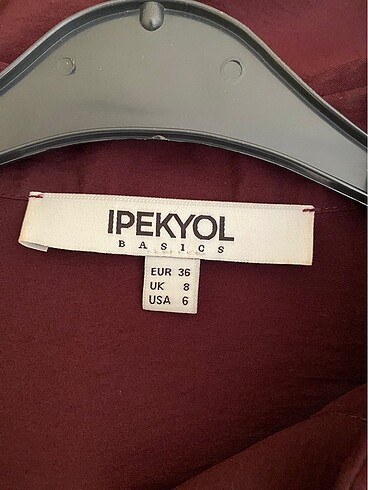 IPEKYOL
BASICS
EUR 36
UK 8
USA 6